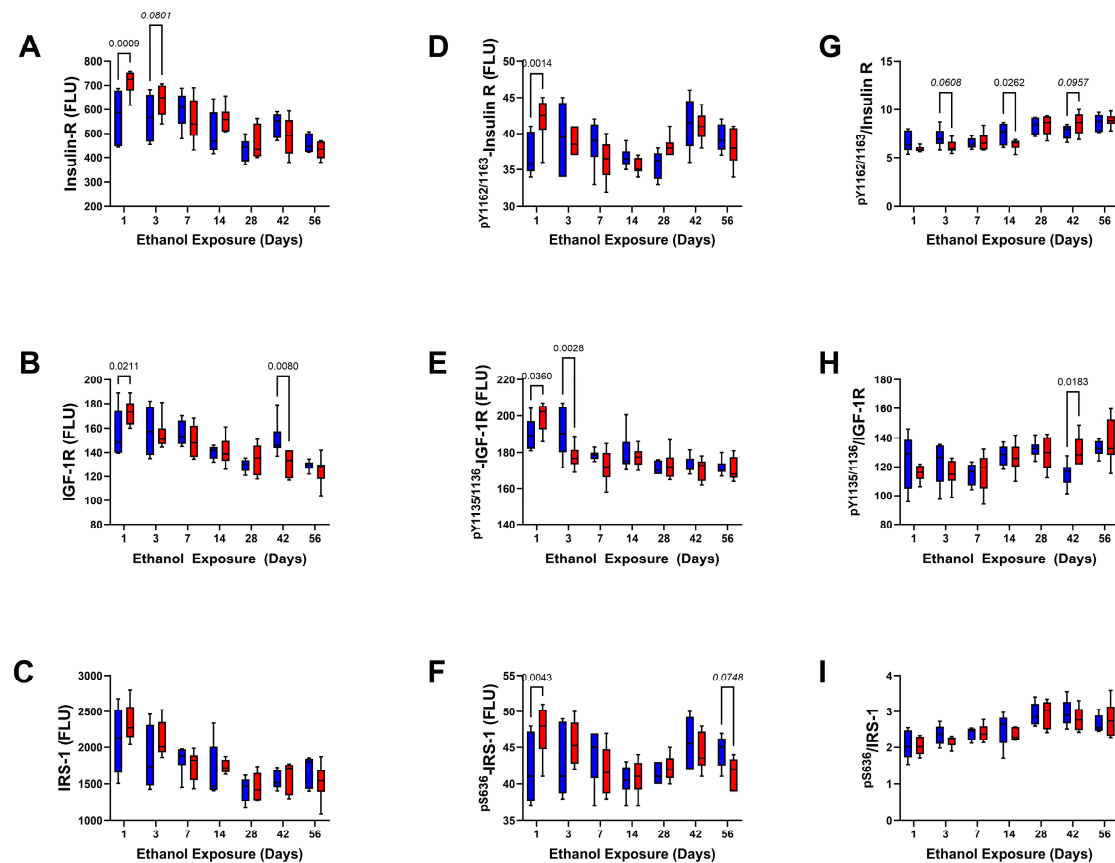 A
Insulin-R (FLU)
0.0009
0.0801
800
700
600
500
400
300
200
1 3 7 14 28 42 56
Ethanol Exposure (Days)
D
pY1162/1163-Insulin R (FLU)
0.0014
45
40
35
30
1 3 7 14 28 42 56
Ethanol Exposure (Days)
G
pY1162/1163/Insulin R
0.0608
0.0262
0.0957
15
10
5
0
1 3 7 14 28 42 56
Ethanol Exposure (Days)
B
IGF-1R (FLU)
0.0211
0.0080
200
180
160
140
120
100
80
1 3 7 14 28 42 56
Ethanol Exposure (Days)
E
pY1135/1136-IGF-1R (FLU)
0.0360
0.0028
220
200
180
160
140
1 3 7 14 28 42 56
Ethanol Exposure (Days)
H
pY1135/1136/IGF-1R
0.0183
180
160
140
120
100
80
1 3 7 14 28 42 56
Ethanol Exposure (Days)
C
IRS-1 (FLU)
3000
2500
2000
1500
1000
1 3 7 14 28 42 56
Ethanol Exposure (Days)
F
pS636-IRS-1 (FLU)
0.0043
0.0748
55
50
45
40
35
1 3 7 14 28 42 56
Ethanol Exposure (Days)
I
pS636/IRS-1
4
3
2
1
0
1 3 7 14 28 42 56
Ethanol Exposure (Days)